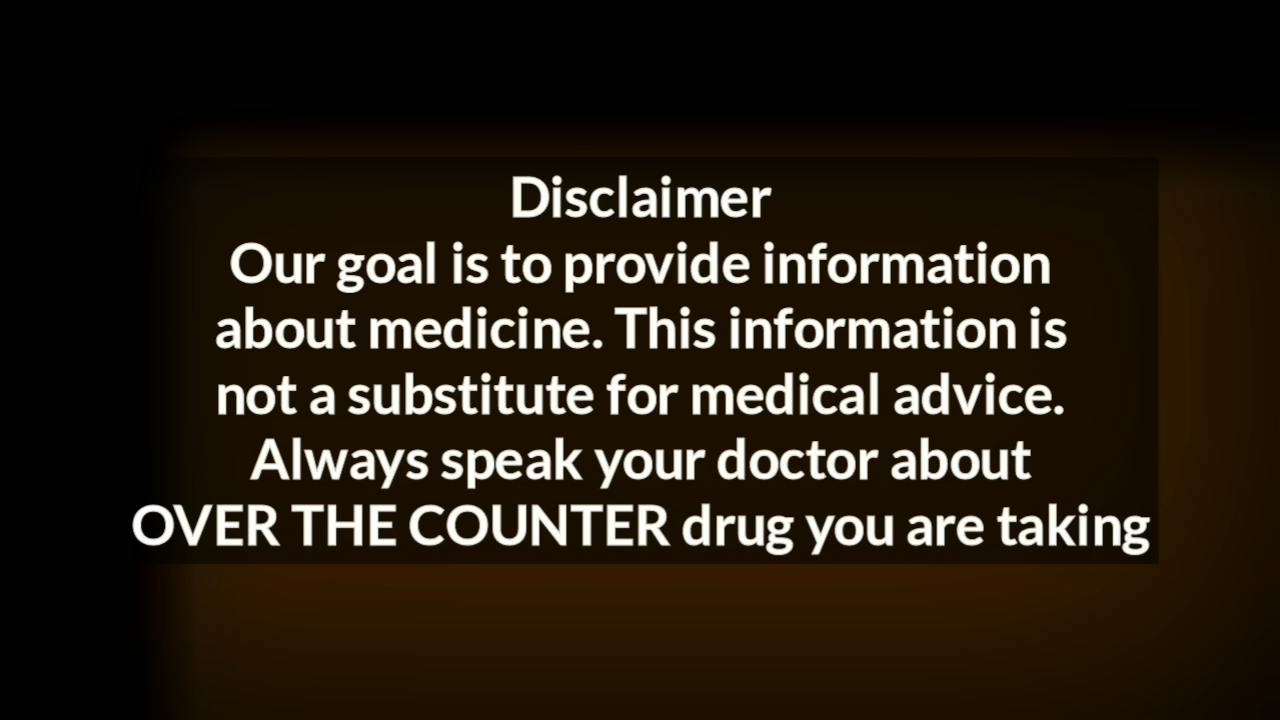 Disclaimer
Our goal is to provide information
about medicine. This information is
not a substitute for medical advice.
Always speak your doctor about
OVER THE COUNTER drug you are taking